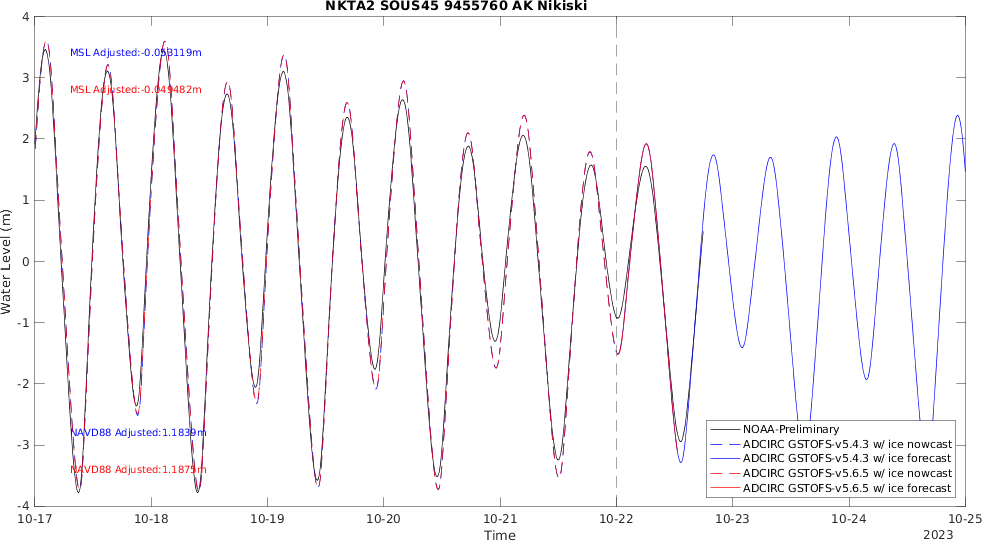 NKTA2 SOUS45 9455760 AK Nikiski
4
MSL Adjusted:-0.053119m
3
MSL Adjusted:-0.049482m
2
1
0
-1
-2
NAVD88 Adjusted:1.1839m
-3
NAVD88 Adjusted:1.1875m
-4
Water Level (m)
NOAA-Preliminary
ADCIRC GSTOFS-v5.4.3 w/ ice nowcast
ADCIRC GSTOFS-v5.4.3 w/ ice forecast
ADCIRC GSTOFS-v5.6.5 w/ ice nowcast
ADCIRC GSTOFS-v5.6.5 w/ ice forecast
10-17 10-18 10-19 10-20 10-21 10-22 10-23 10-24 10-25
Time
2023